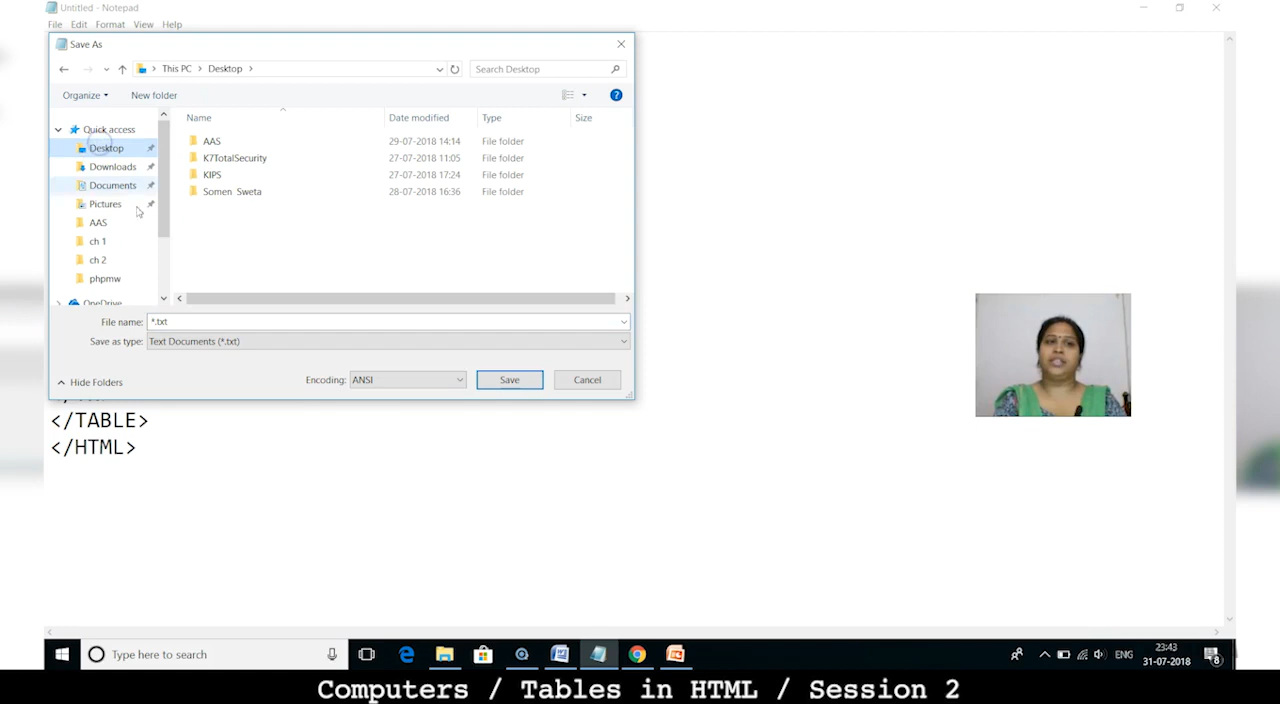 Untitled - Notepad
File Edit Format View Help
Save As
This PC > Desktop >
Search Desktop
Organize
New folder
Name Date modified Type Size
Quick access
Desktop
Downloads
Documents
Pictures
AAS
ch 1
ch 2
phpmw
OneDrive
AAS 29-07-2018 14:14 File folder
K7TotalSecurity 27-07-2018 11:05 File folder
KIPS 27-07-2018 17:24 File folder
Somen Sweta 28-07-2018 16:36 File folder
File name: *.txt
Save as type: Text Documents (*.txt)
Hide Folders
Encoding: ANSI
Save
Cancel
</TABLE>
</HTML>
Type here to search
ENG
23:43
31-07-2018
8
Computers / Tables in HTML / Session 2